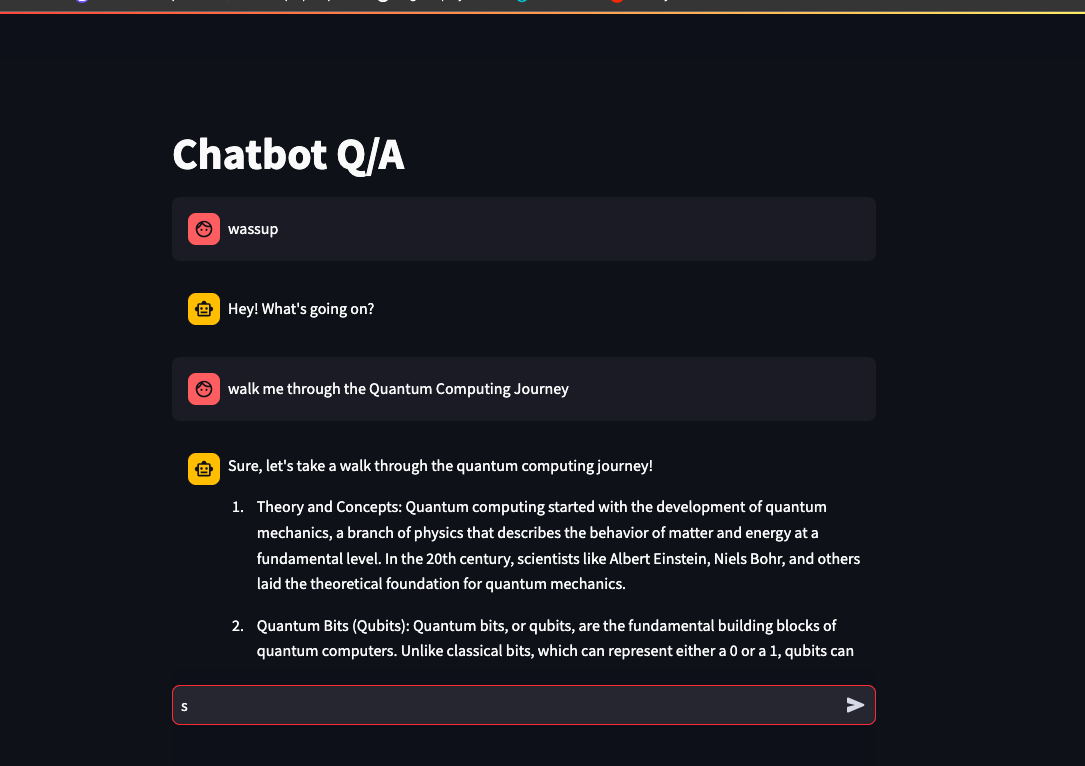 Chatbot Q/A
wassup
Hey! What's going on?
walk me through the Quantum Computing Journey
Sure, let's take a walk through the quantum computing journey!
1. Theory and Concepts: Quantum computing started with the development of quantum
mechanics, a branch of physics that describes the behavior of matter and energy at a
fundamental level. In the 20th century, scientists like Albert Einstein, Niels Bohr, and others
laid the theoretical foundation for quantum mechanics.
2. Quantum Bits (Qubits): Quantum bits, or qubits, are the fundamental building blocks of
quantum computers. Unlike classical bits, which can represent either a 0 or a 1, qubits can
s